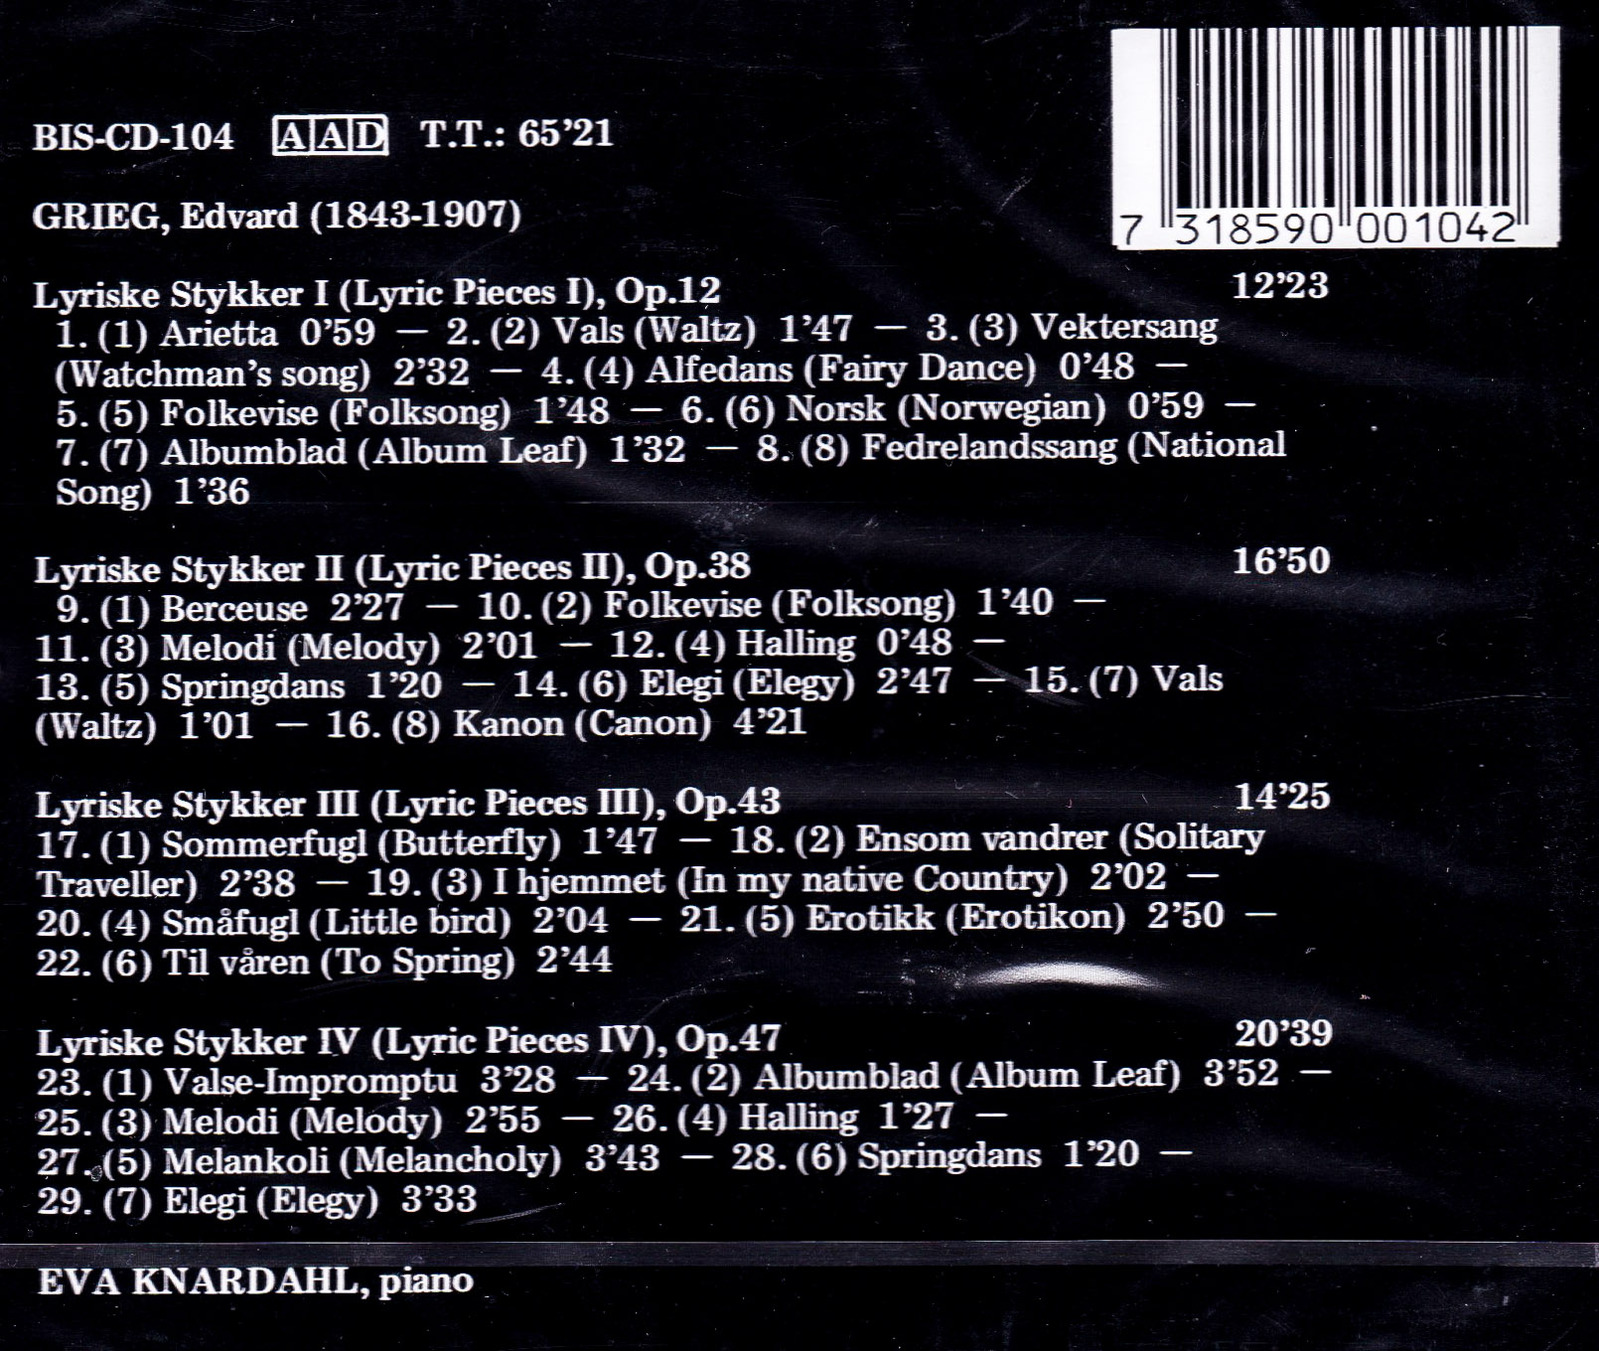 BIS-CD-104 AAD T.T.: 65’21
7 318590 001042
GRIEG, Edvard (1843-1907)
Lyriske Stykker I (Lyric Pieces I), Op.12 12’23
1. (1) Arietta 0’59 — 2. (2) Vals (Waltz) 1’47 — 3. (3) Vektersang
(Watchman’s song) 2’32 — 4. (4) Alfedans (Fairy Dance) 0’48 —
5. (5) Folkevise (Folksong) 1’48 — 6. (6) Norsk (Norwegian) 0’59 —
7. (7) Albumblad (Album Leaf) 1’32 — 8. (8) Fedrelandssang (National
Song) 1’36
Lyriske Stykker II (Lyric Pieces II), Op.38 16’50
9. (1) Berceuse 2’27 — 10. (2) Folkevise (Folksong) 1’40 —
11. (3) Melodi (Melody) 2’01 — 12. (4) Halling 0’48 —
13. (5) Springdans 1’20 — 14. (6) Elegi (Elegy) 2’47 — 15. (7) Vals
(Waltz) 1’01 — 16. (8) Kanon (Canon) 4’21
Lyriske Stykker III (Lyric Pieces III), Op.43 14’25
17. (1) Sommerfugl (Butterfly) 1’47 — 18. (2) Ensom vandrer (Solitary
Traveller) 2’38 — 19. (3) I hjemmet (In my native Country) 2’02 —
20. (4) Småfugl (Little bird) 2’04 — 21. (5) Erotikk (Erotikon) 2’50 —
22. (6) Til våren (To Spring) 2’44
Lyriske Stykker IV (Lyric Pieces IV), Op.47 20’39
23. (1) Valse-Impromptu 3’28 — 24. (2) Albumblad (Album Leaf) 3’52 —
25. (3) Melodi (Melody) 2’55 — 26. (4) Halling 1’27 —
27. (5) Melankoli (Melancholy) 3’43 — 28. (6) Springdans 1’20 —
29. (7) Elegi (Elegy) 3’33
EVA KNARDAHL, piano